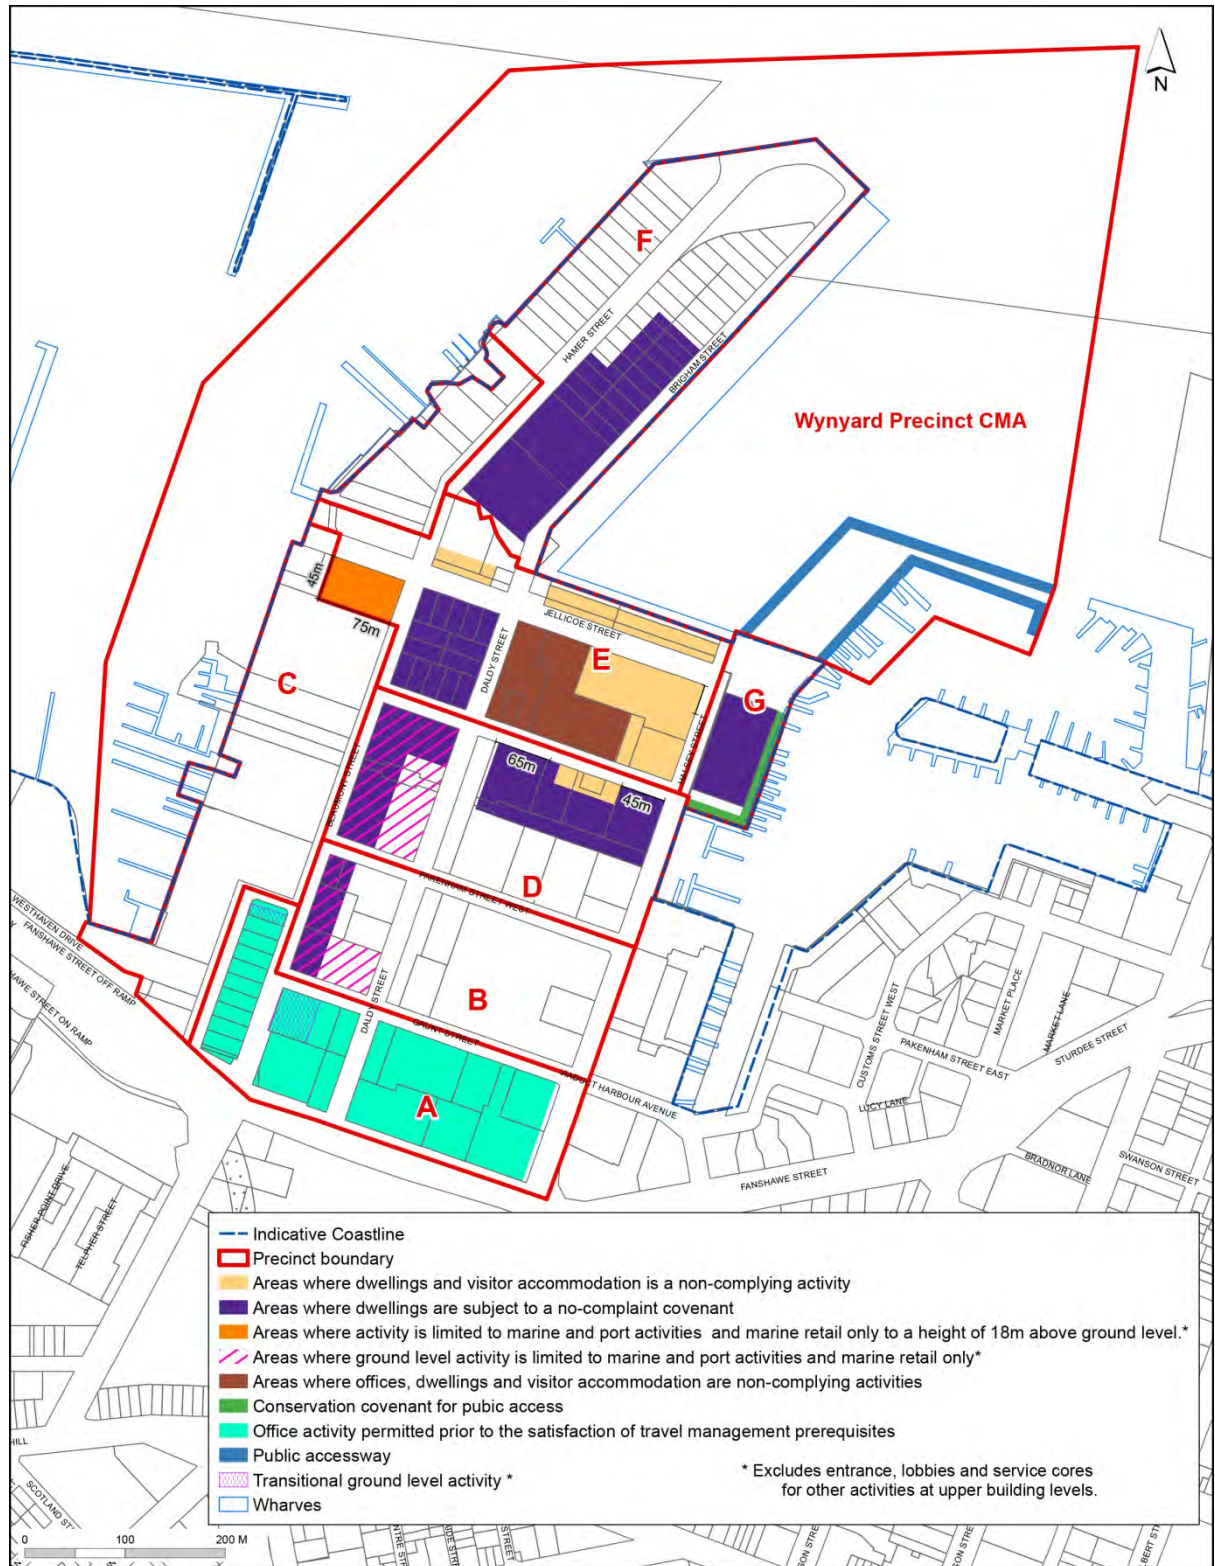 N
F
HAMER STREET
BRIGHAM STREET
Wynyard Precinct CMA
45m
75m
JELLICOE STREET
DALDY STREET
E
C
G
HALSEY STREET
65m
45m
BEAUMONT STREET
D
PAKENHAM STREET WEST
WESTHAVEN DRIVE
FANSHAWE STREET OFF RAMP
HAWE STREET ON RAMP
DALDY STREET
B
GAUNT STREET
A
VIADUCT HARBOUR AVENUE
CUSTOMS STREET WEST
MARKET PLACE
MARKET LANE
STURDEE STREET
PAKENHAM STREET EAST
LUCY LANE
BRADNOR LANE
SWANSON STREET
FANSHAWE STREET
FISHER POINT DRIVE
TELPHER STREET
Indicative Coastline
Precinct boundary
Areas where dwellings and visitor accommodation is a non-complying activity
Areas where dwellings are subject to a no-complaint covenant
Areas where activity is limited to marine and port activities and marine retail only to a height of 18m above ground level.*
Areas where ground level activity is limited to marine and port activities and marine retail only*
Areas where offices, dwellings and visitor accommodation are non-complying activities
Conservation covenant for pubic access
Office activity permitted prior to the satisfaction of travel management prerequisites
Public accessway
Transitional ground level activity *
Wharves
* Excludes entrance, lobbies and service cores
for other activities at upper building levels.
HILL
SCOTLAND ST
0 100 200 M